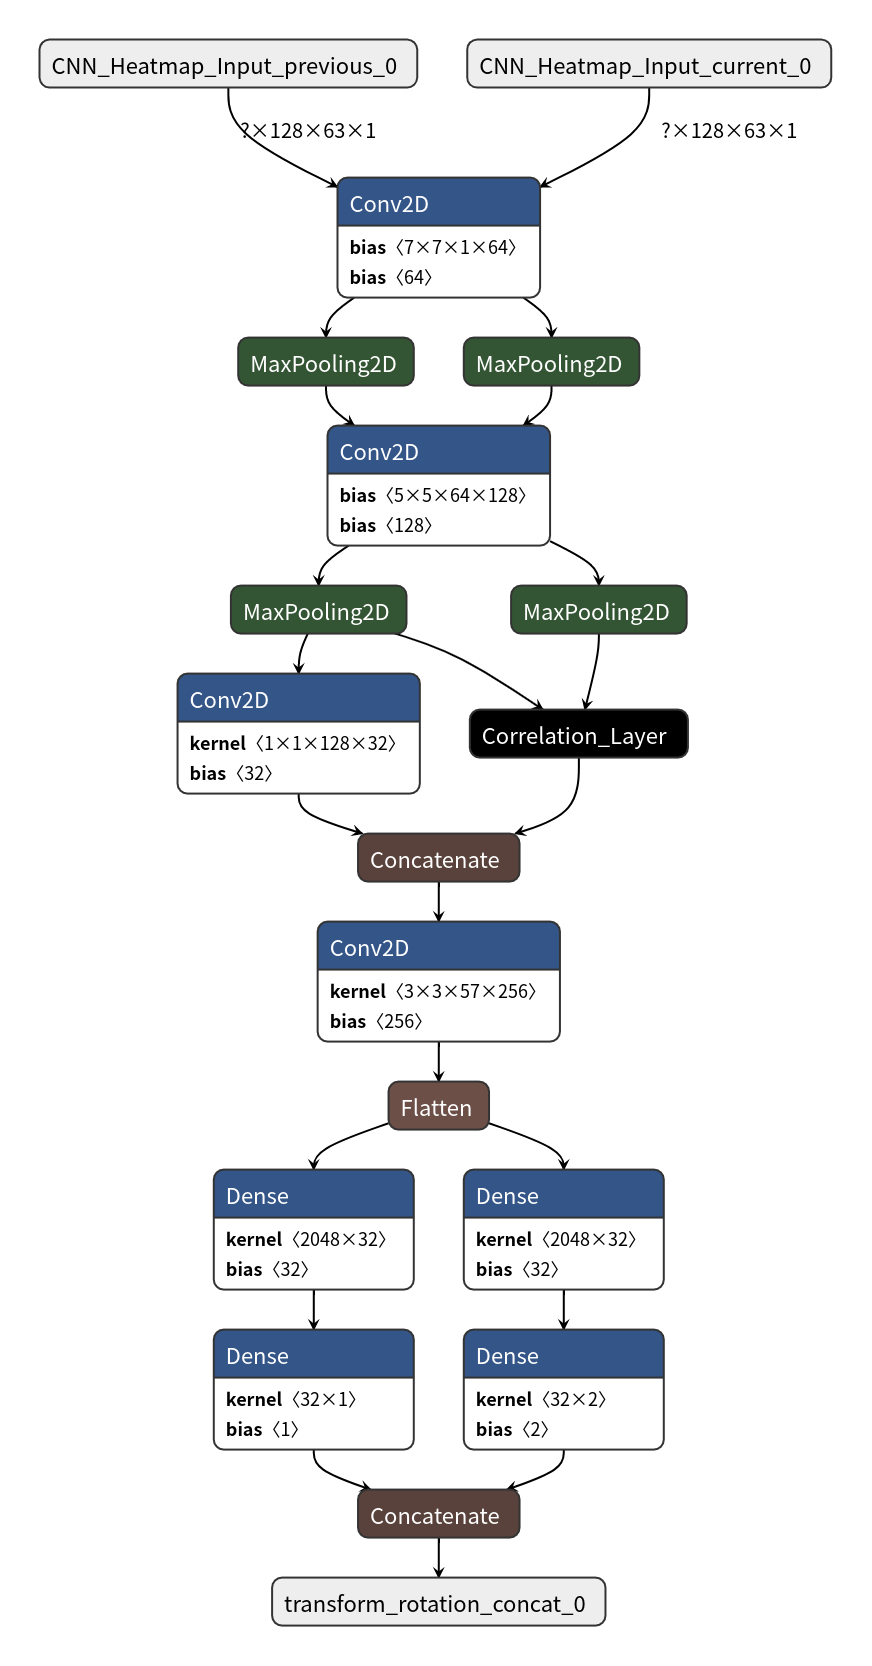 CNN_Heatmap_Input_previous_0
CNN_Heatmap_Input_current_0
?×128×63×1
?×128×63×1
Conv2D
bias〈7×7×1×64〉
bias〈64〉
MaxPooling2D
MaxPooling2D
Conv2D
bias〈5×5×64×128〉
bias〈128〉
MaxPooling2D
MaxPooling2D
Conv2D
kernel〈1×1×128×32〉
bias〈32〉
Correlation_Layer
Concatenate
Conv2D
kernel〈3×3×57×256〉
bias〈256〉
Flatten
Dense
kernel〈2048×32〉
bias〈32〉
Dense
kernel〈2048×32〉
bias〈32〉
Dense
kernel〈32×1〉
bias〈1〉
Dense
kernel〈32×2〉
bias〈2〉
Concatenate
transform_rotation_concat_0